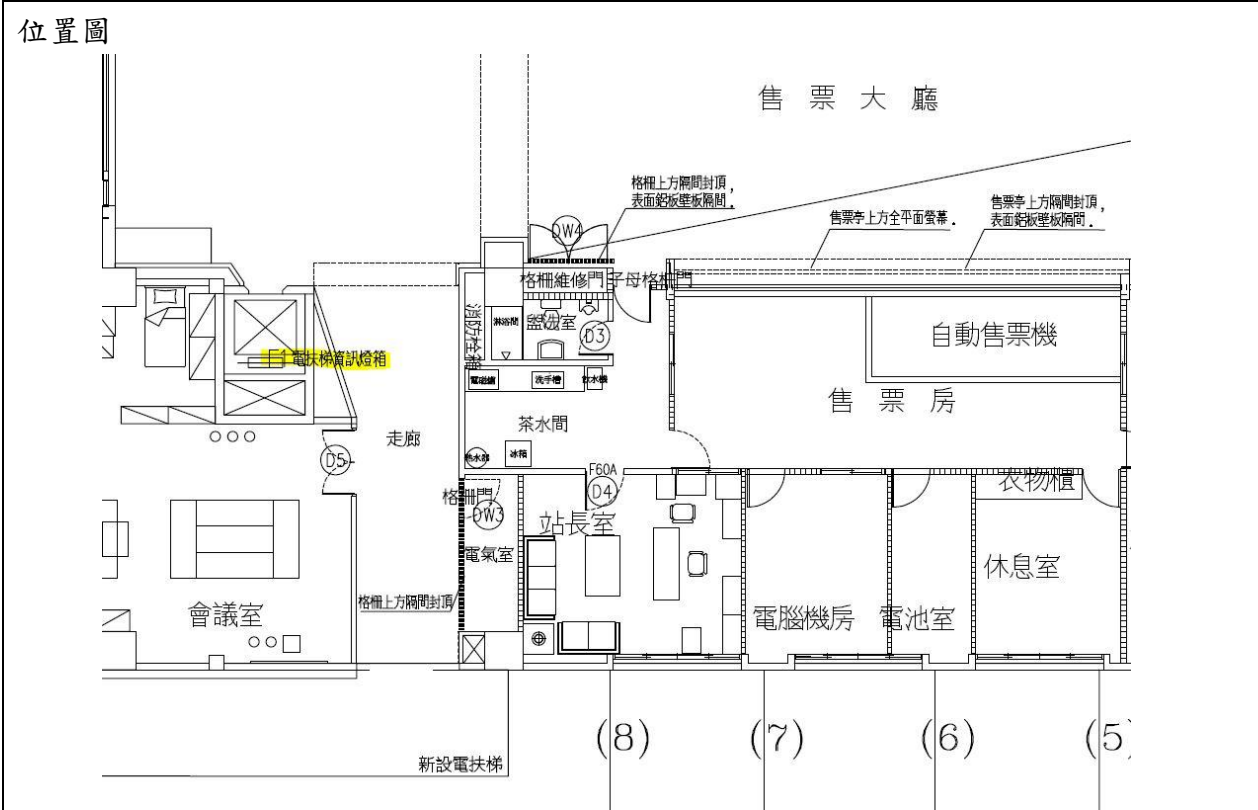 位置圖
售票大廳
格柵上方隔間封頂，
表面鋁板壁板隔間．
售票亭上方隔間封頂，
表面鋁板壁板隔間．
售票亭上方全平面螢幕．
DW4
格柵維修門
子母格柵門
消防栓箱
淋浴間
盥洗室
D3
自動售票機
電扶梯資訊燈箱
電磁爐
洗手槽
飲水機
售票房
茶水間
走廊
D5
熱水器
冰箱
F60A
D4
衣物櫃
格柵門
DW3
站長室
電氣室
休息室
格柵上方隔間封頂
會議室
電腦機房
電池室
(8)
(7)
(6)
(5)
新設電扶梯